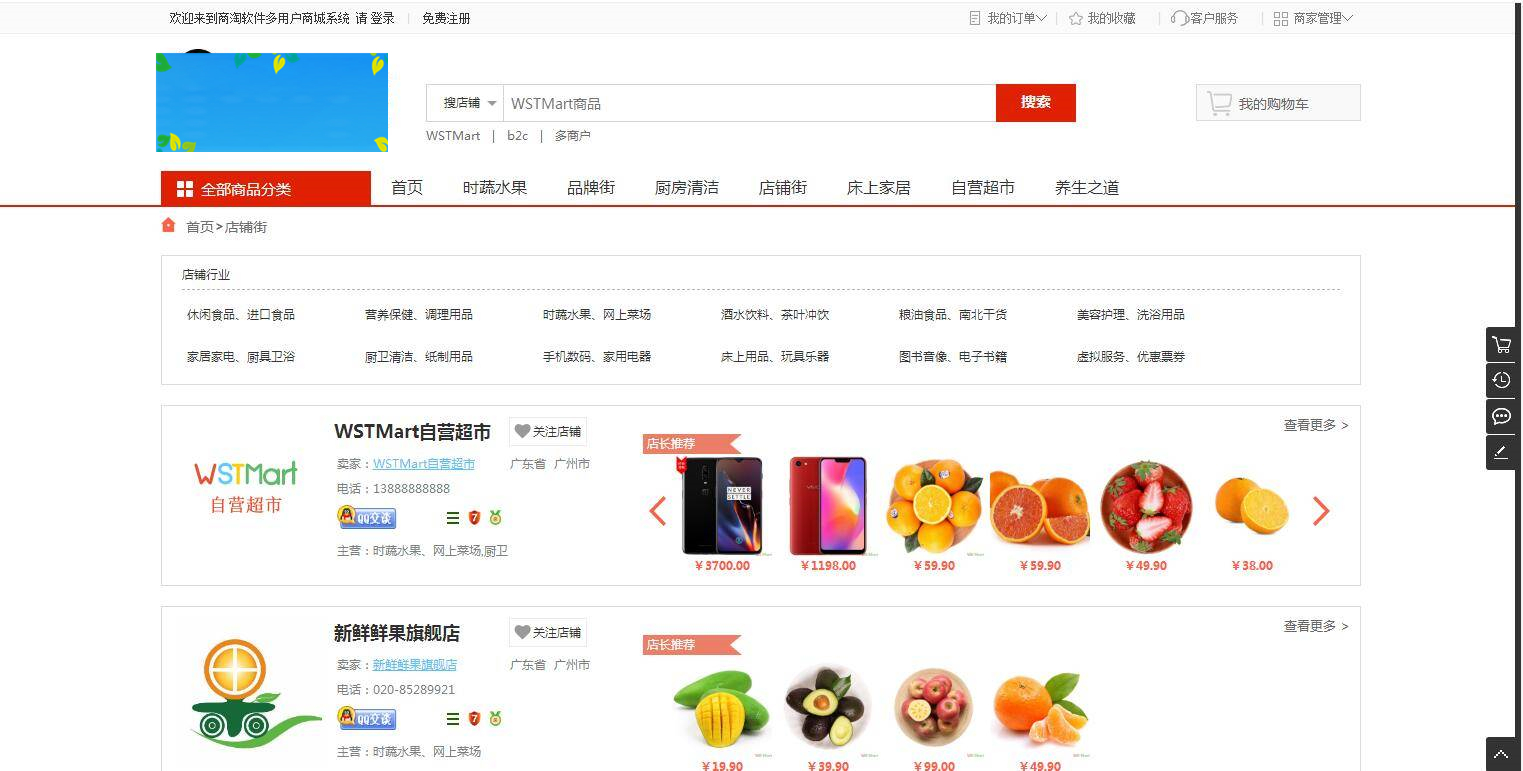 欢迎来到商淘软件多用户商城系统 请 登录 | 免费注册
我的订单 | 我的收藏 | 客户服务 | 商家管理
搜店铺 WSTMart商品 搜索
我的购物车
WSTMart | b2c | 多商户
全部商品分类 首页 时蔬水果 品牌街 厨房清洁 店铺街 床上家居 自营超市 养生之道
首页>店铺街
店铺行业
休闲食品、进口食品 营养保健、调理用品 时蔬水果、网上菜场 酒水饮料、茶叶冲饮 粮油食品、南北干货 美容护理、洗浴用品
家居家电、厨具卫浴 厨卫清洁、纸制用品 手机数码、家用电器 床上用品、玩具乐器 图书音像、电子书籍 虚拟服务、优惠票券
WSTMart
自营超市
WSTMart自营超市 关注店铺
卖家：WSTMart自营超市 广东省 广州市
电话：13888888888
QQ交谈 7
主营：时蔬水果、网上菜场,厨卫
查看更多 >
店长推荐
NEVER
SETTLE
¥3700.00 ¥1198.00 ¥59.90 ¥59.90 ¥49.90 ¥38.00
新鲜鲜果旗舰店 关注店铺
卖家：新鲜鲜果旗舰店 广东省 广州市
电话：020-85289921
QQ交谈 7
主营：时蔬水果、网上菜场
查看更多 >
店长推荐
¥19.90 ¥39.90 ¥99.00 ¥49.90